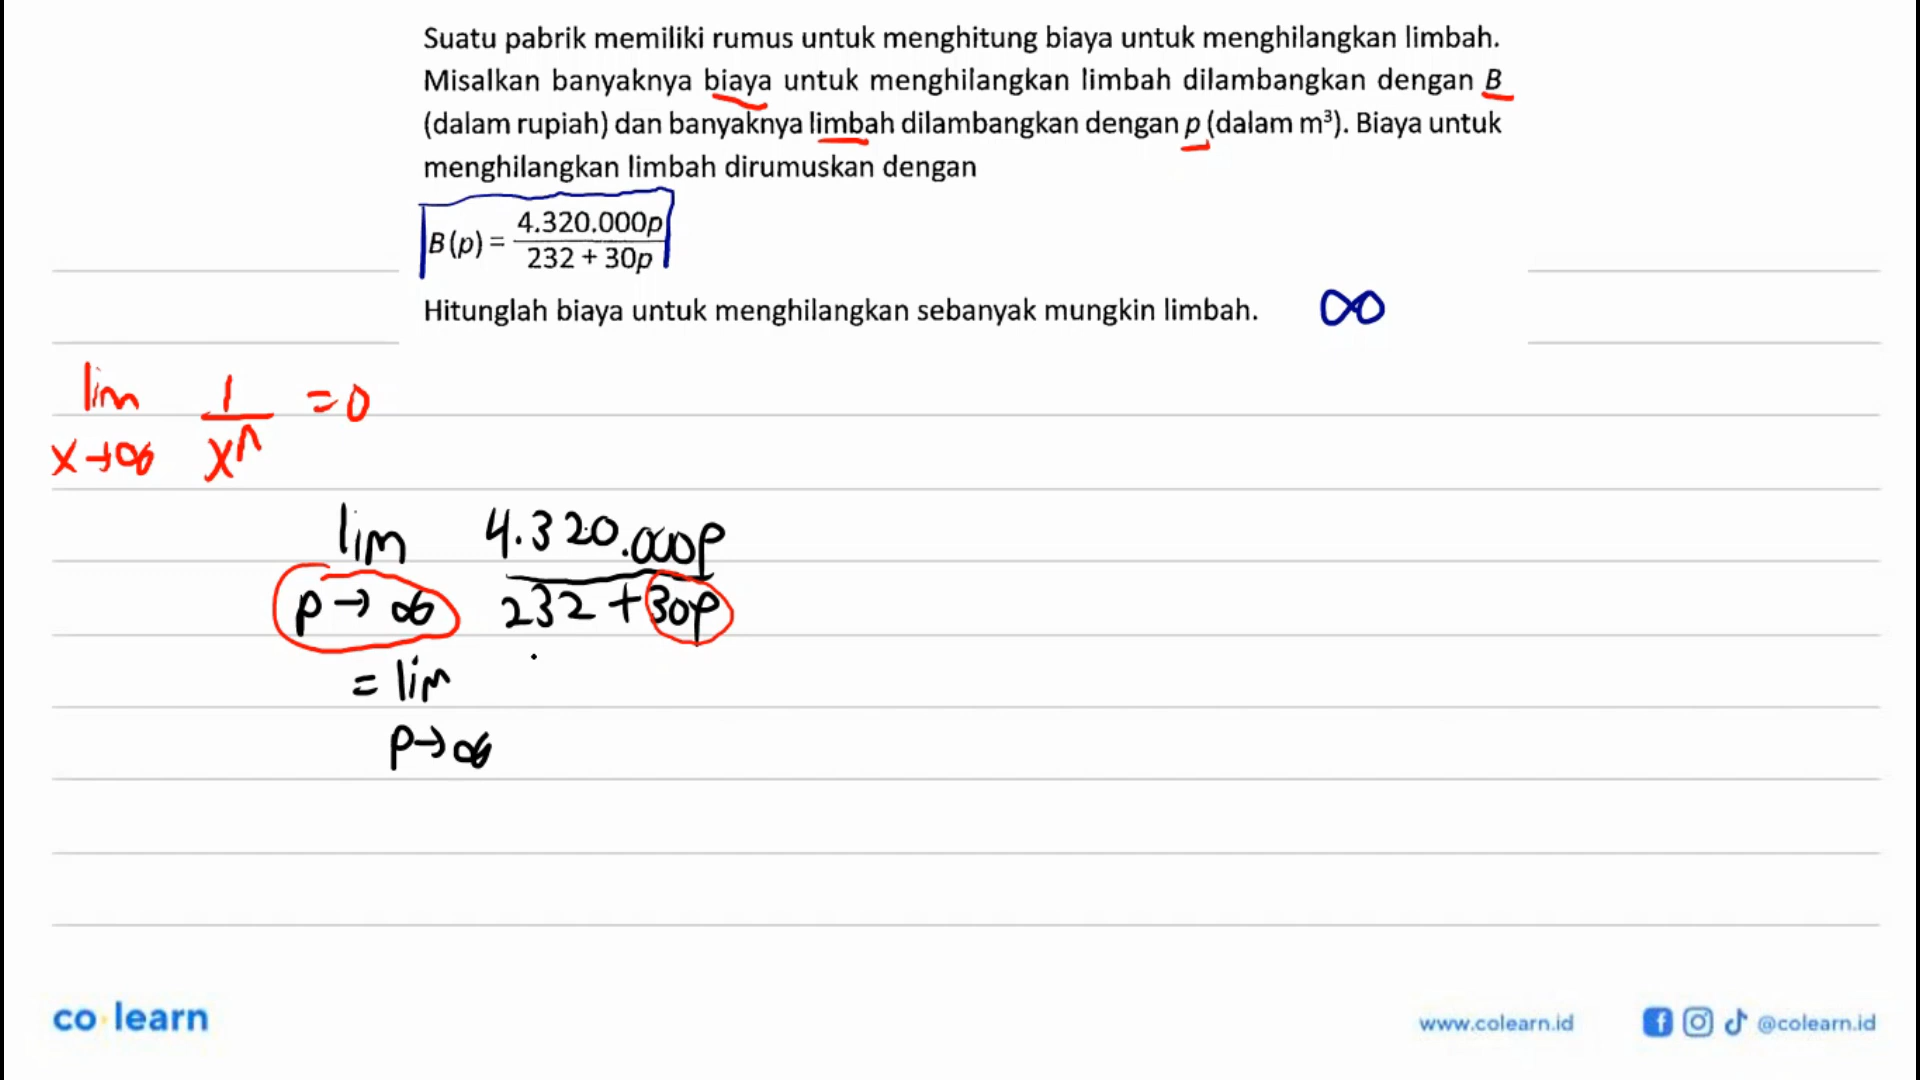 Suatu pabrik memiliki rumus untuk menghitung biaya untuk menghilangkan limbah.
Misalkan banyaknya biaya untuk menghilangkan limbah dilambangkan dengan B
(dalam rupiah) dan banyaknya limbah dilambangkan dengan p (dalam m³). Biaya untuk
menghilangkan limbah dirumuskan dengan
B(p) = 4.320.000p / 232 + 30p
Hitunglah biaya untuk menghilangkan sebanyak mungkin limbah. ∞
lim 1 = 0
x→∞ xⁿ
lim 4.320.000p
p→∞ 232 + 30p
= lim
p→∞
co learn
www.colearn.id
@colearn.id